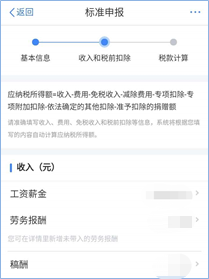 返回
标准申报
基本信息
收入和税前扣除
税款计算
应纳税所得额=收入-费用-免税收入-减除费用-专项扣除-专
项附加扣除-依法确定的其他扣除-准予扣除的捐赠额
请准确填写收入、费用、免税收入和税前扣除等信息，系统将根据您填
写的内容自动计算应纳税所得额。
收入（元）
工资薪金
劳务报酬
您可在详情里新增未带入的劳务报酬
稿酬